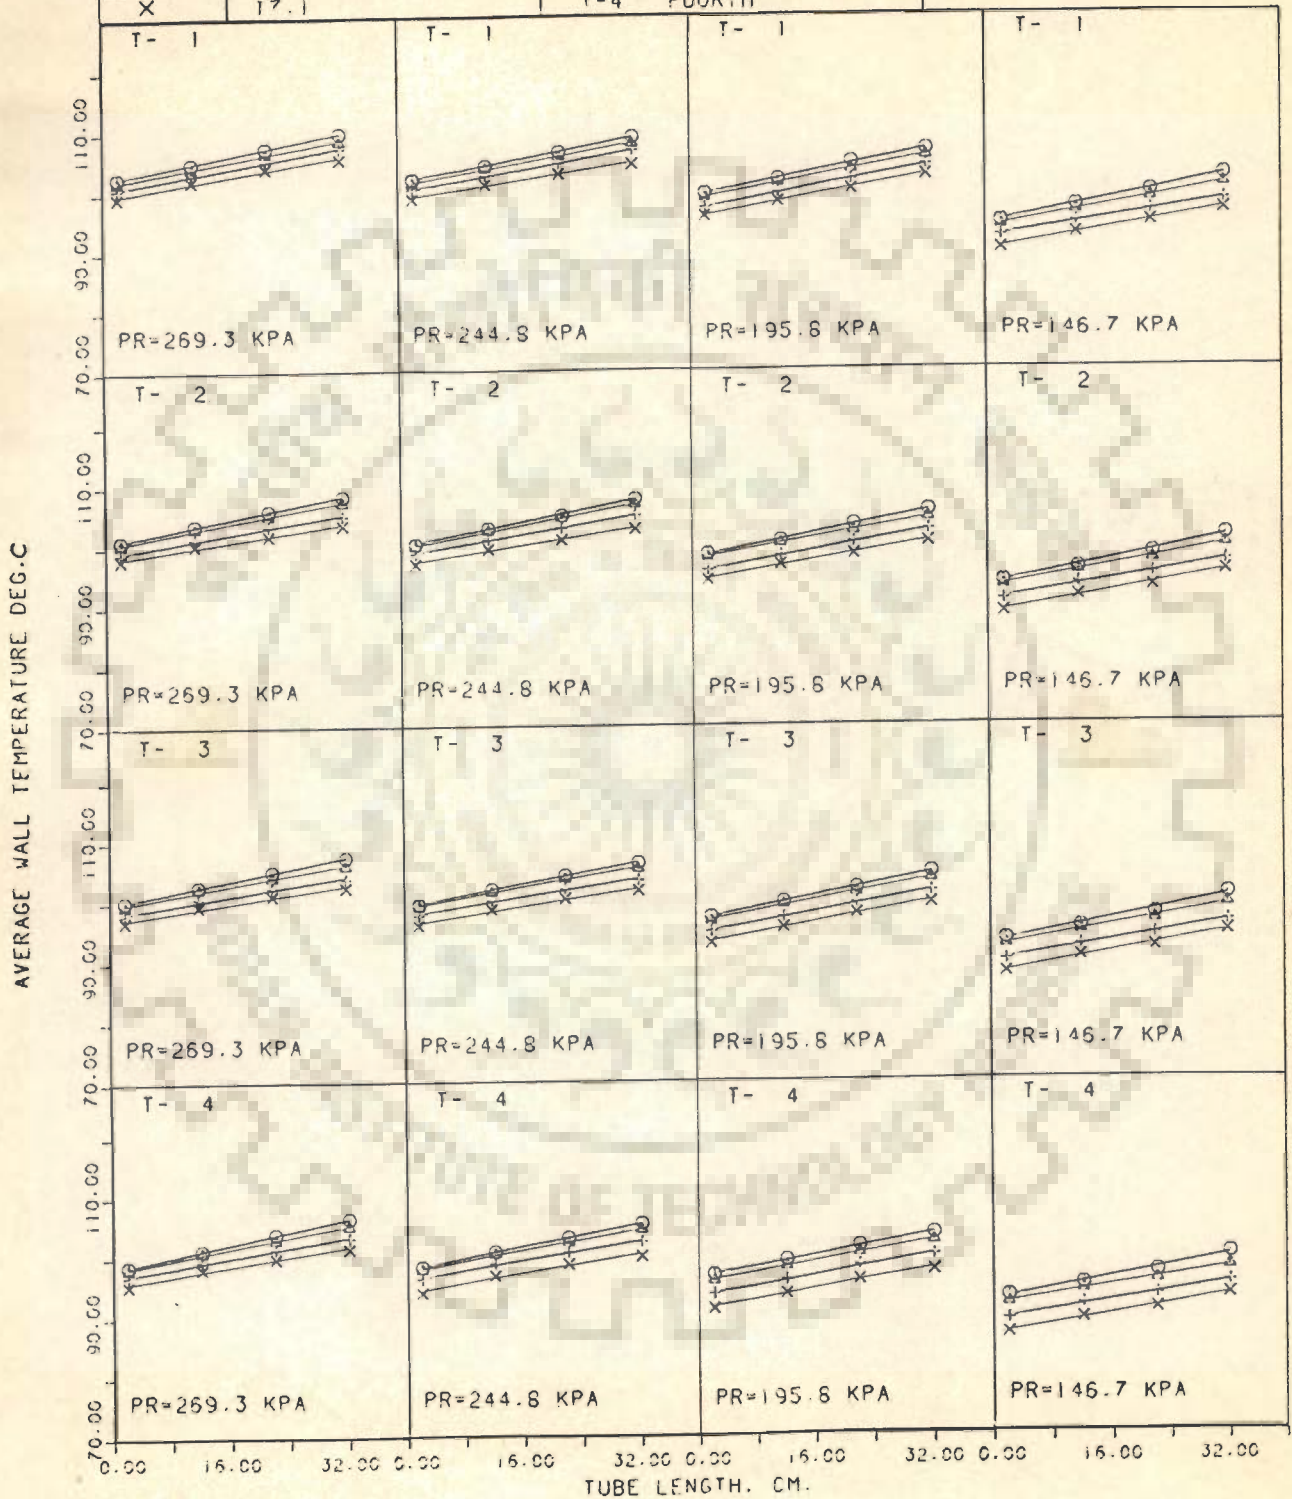 X 17.1 T-4 FOURTH
T- 1 T- 1 T- 1 T- 1
110.00
90.00
PR=269.3 KPA PR=244.8 KPA PR=195.8 KPA PR=146.7 KPA
70.00
T- 2 T- 2 T- 2 T- 2
110.00
90.00
PR=269.3 KPA PR=244.8 KPA PR=195.8 KPA PR=146.7 KPA
70.00
T- 3 T- 3 T- 3 T- 3
110.00
90.00
PR=269.3 KPA PR=244.8 KPA PR=195.8 KPA PR=146.7 KPA
70.00
T- 4 T- 4 T- 4 T- 4
110.00
90.00
PR=269.3 KPA PR=244.8 KPA PR=195.8 KPA PR=146.7 KPA
70.00
0.00 16.00 32.00 0.00 16.00 32.00 0.00 16.00 32.00 0.00 16.00 32.00
TUBE LENGTH. CM.
AVERAGE WALL TEMPERATURE DEG.C
INSTITUTE OF TECHNOLOGY